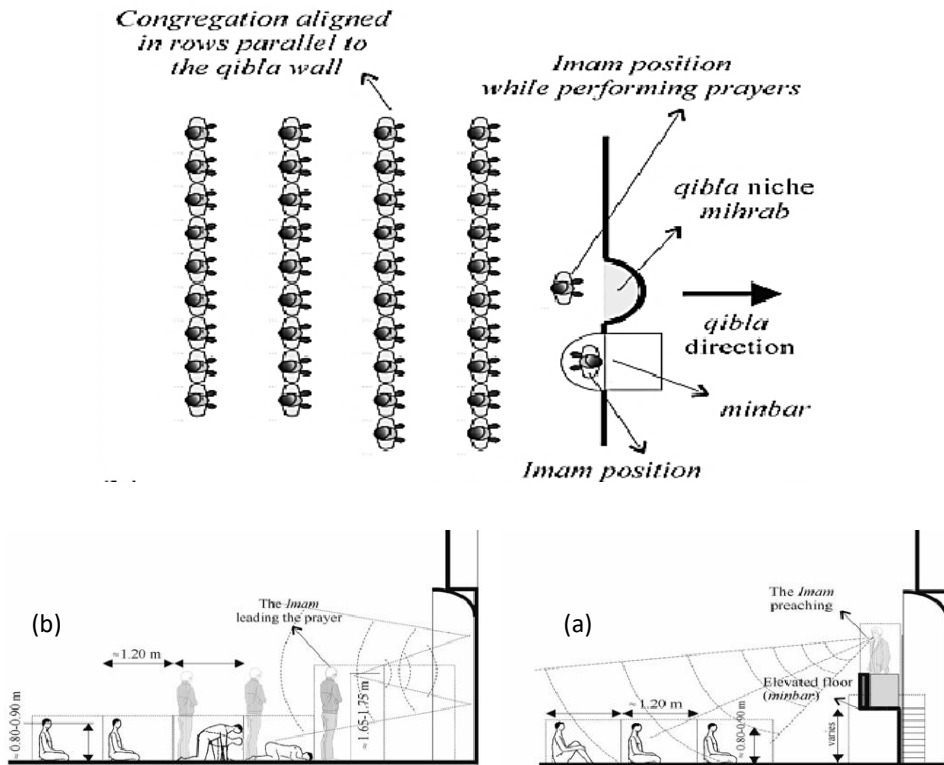 Congregation aligned
in rows parallel to
the qibla wall
Imam position
while performing prayers
qibla niche
mihrab
qibla
direction
minbar
Imam position
(b)
The Imam
leading the prayer
≈1.20 m
≈ 0.80-0.90 m
≈ 1.65-1.75 m
(a)
The Imam
preaching
≈ 1.20 m
Elevated floor
(minbar)
≈ 0.80-0.90 m
varies